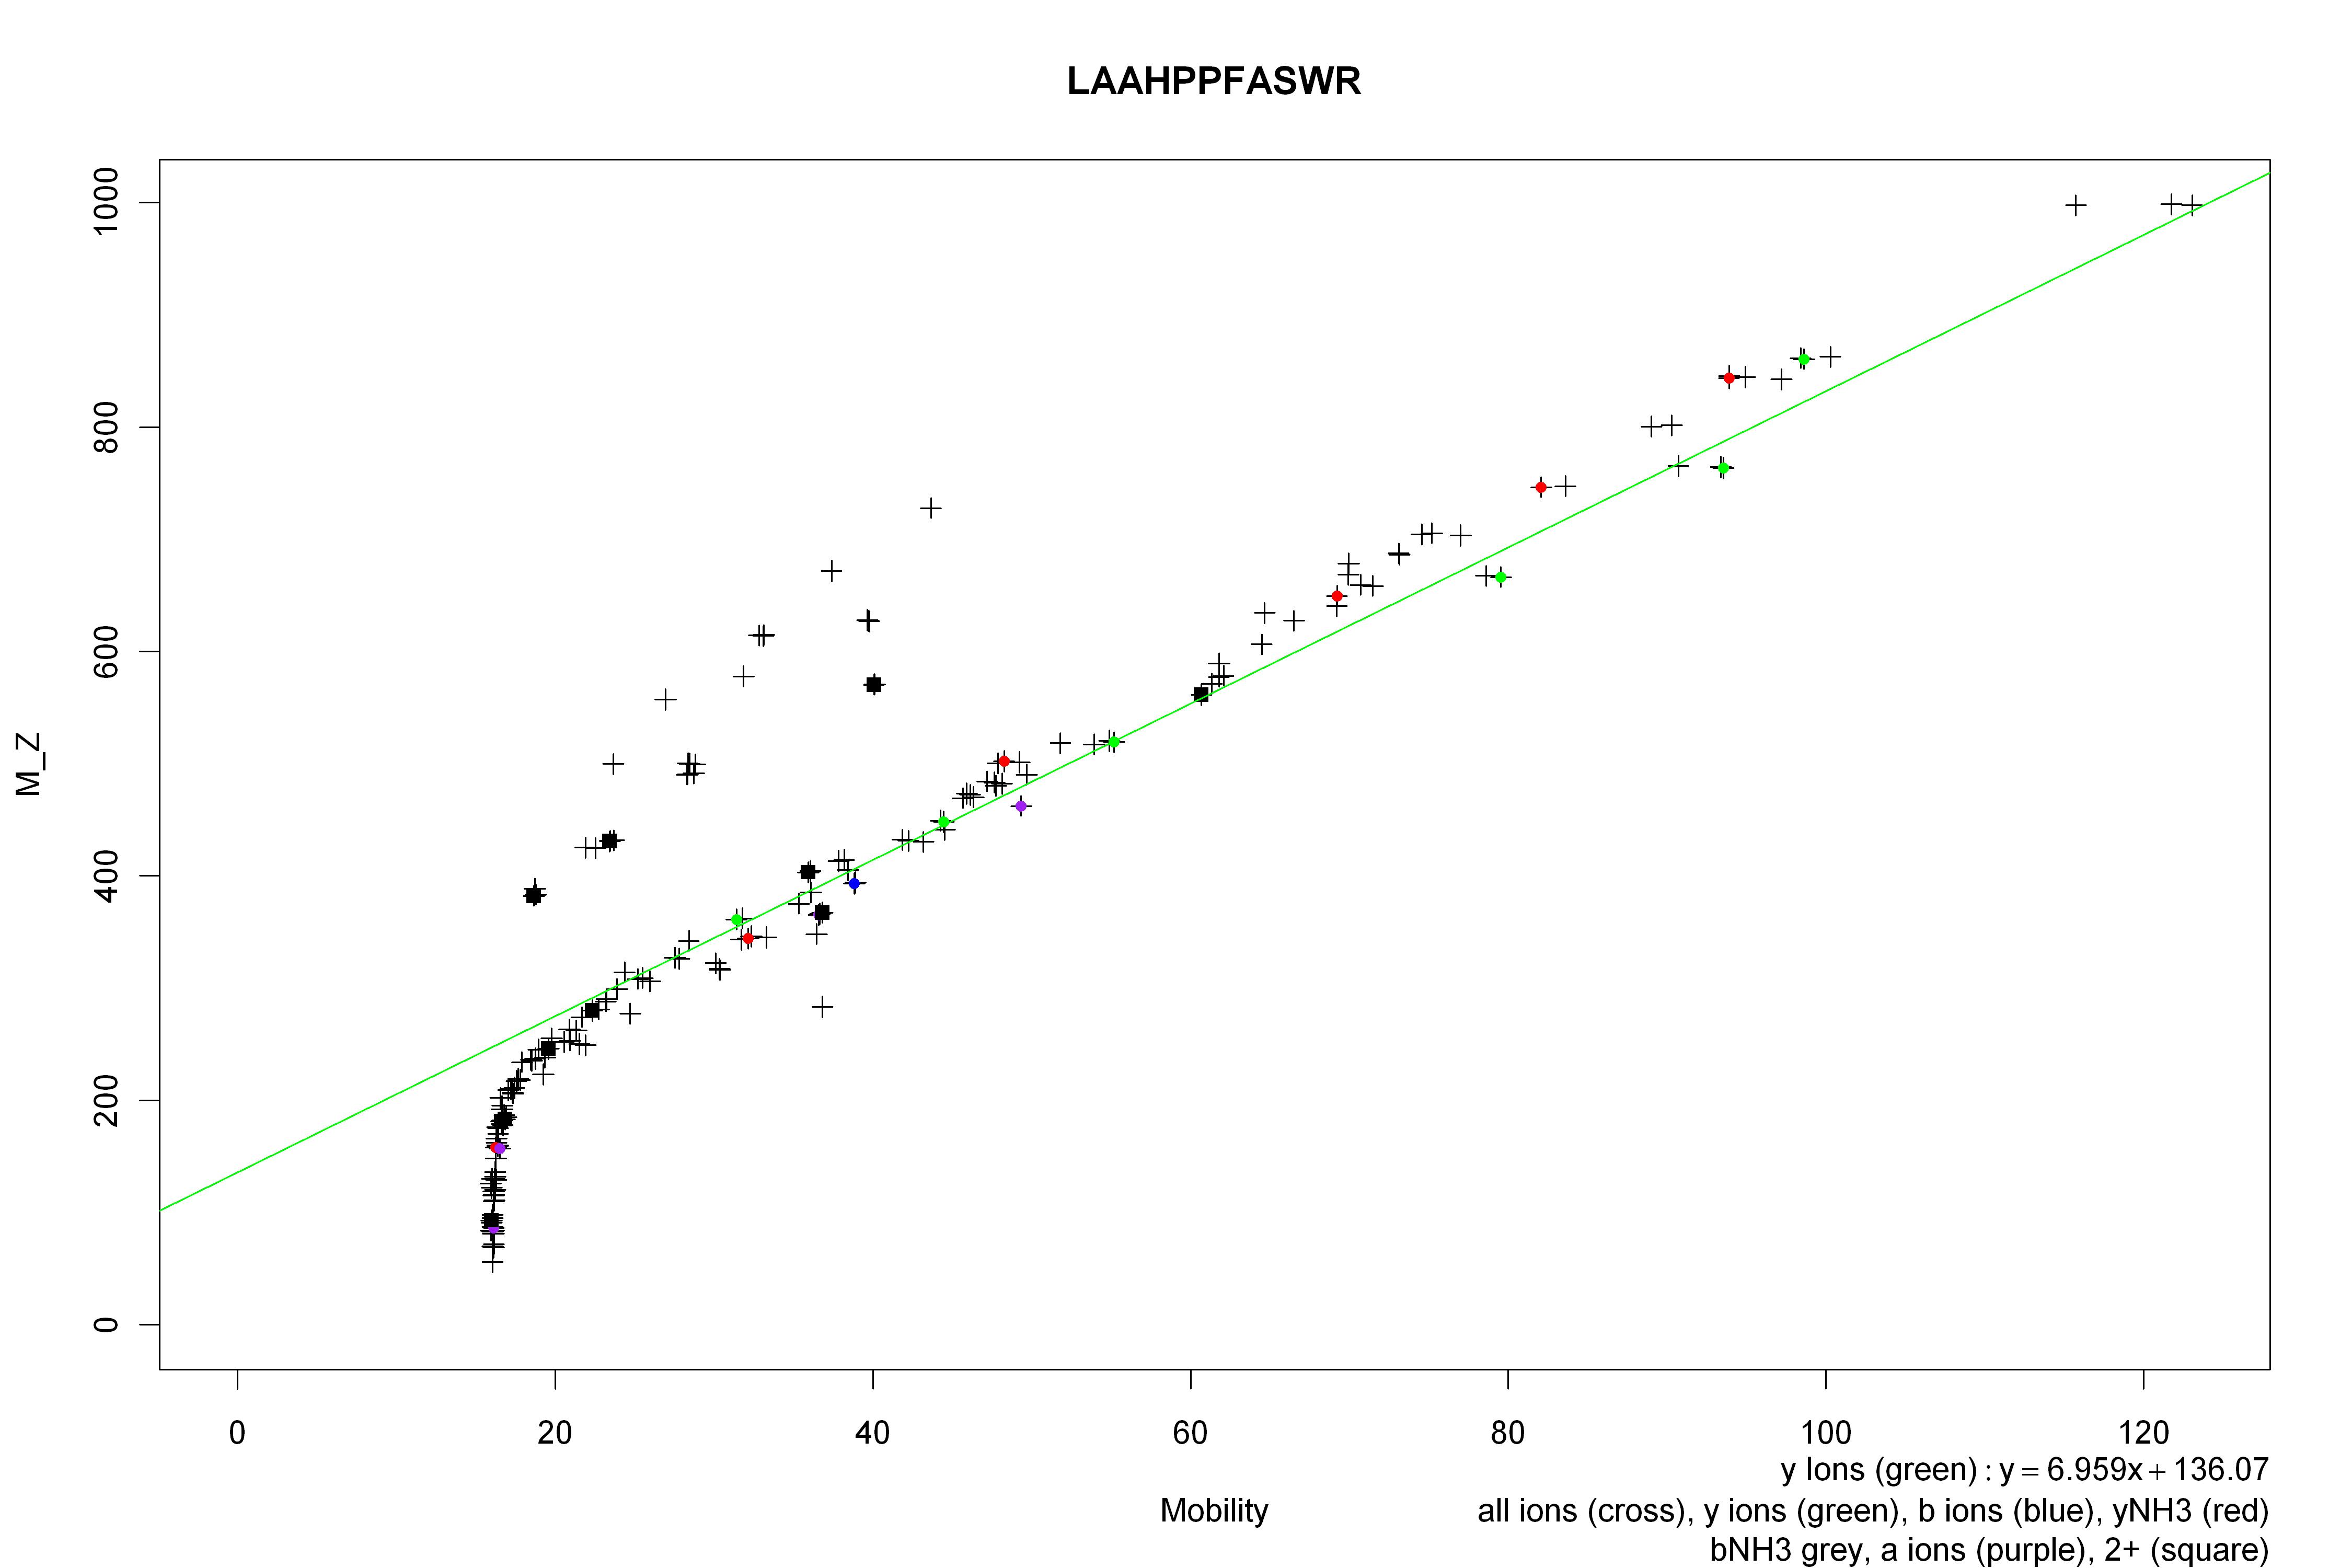 LAAHPPFASWR
1000
800
600
400
200
0
M_Z
0 20 40 60 80 100 120
y Ions (green) : y = 6.959x + 136.07
Mobility all ions (cross), y ions (green), b ions (blue), yNH3 (red)
bNH3 grey, a ions (purple), 2+ (square)